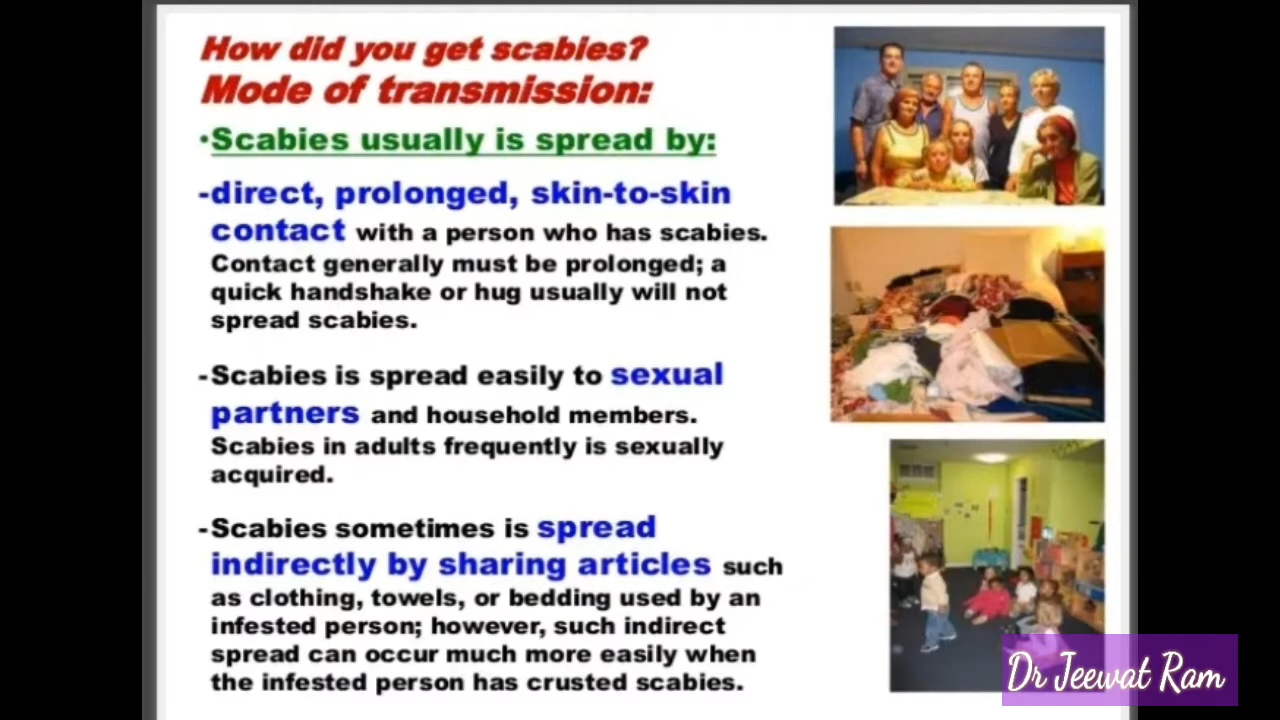 How did you get scabies?
Mode of transmission:
•Scabies usually is spread by:
-direct, prolonged, skin-to-skin
contact with a person who has scabies.
Contact generally must be prolonged; a
quick handshake or hug usually will not
spread scabies.
-Scabies is spread easily to sexual
partners and household members.
Scabies in adults frequently is sexually
acquired.
-Scabies sometimes is spread
indirectly by sharing articles such
as clothing, towels, or bedding used by an
infested person; however, such indirect
spread can occur much more easily when
the infested person has crusted scabies.
Dr Jeewat Ram